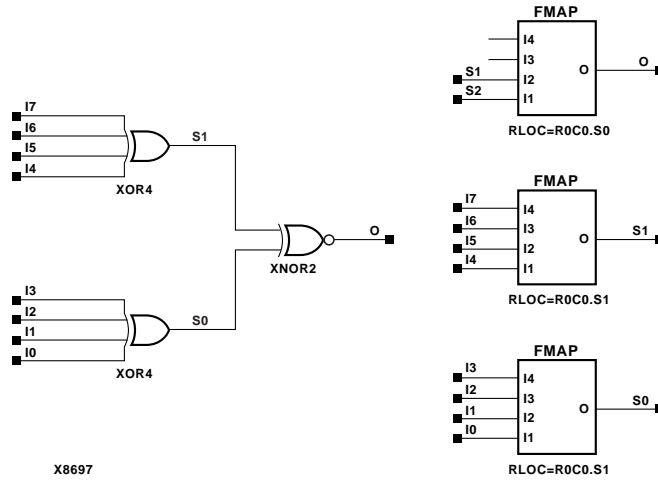 I7
I6
I5
I4
S1
XOR4
I3
I2
I1
I0
S0
XOR4
O
XNOR2
X8697
FMAP
I4
I3
S1
I2
S2
I1
O
O
RLOC=R0C0.S0
FMAP
I7
I4
I6
I3
I5
I2
I4
I1
O
S1
RLOC=R0C0.S1
FMAP
I3
I4
I2
I3
I1
I2
I0
I1
O
S0
RLOC=R0C0.S1